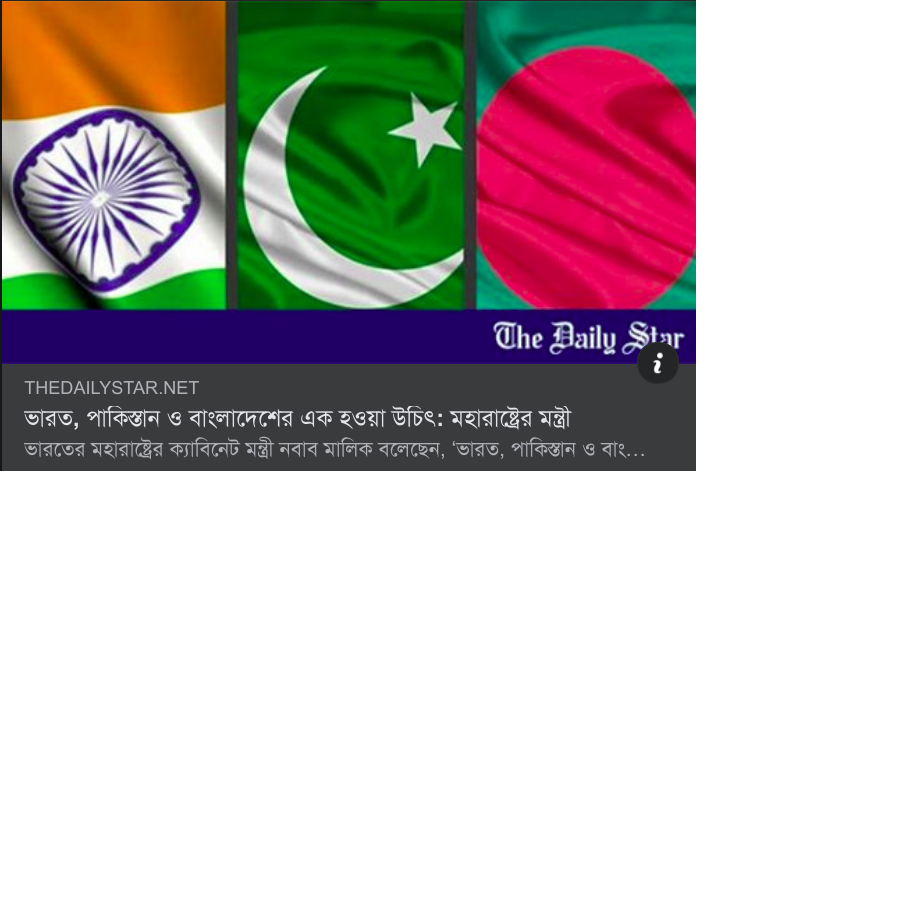 The Daily Star
i
THEDAILYSTAR.NET
ভারত, পাকিস্তান ও বাংলাদেশের এক হওয়া উচিৎ: মহারাষ্ট্রের মন্ত্রী
ভারতের মহারাষ্ট্রের ক্যাবিনেট মন্ত্রী নবাব মালিক বলেছেন, ‘ভারত, পাকিস্তান ও বাং...